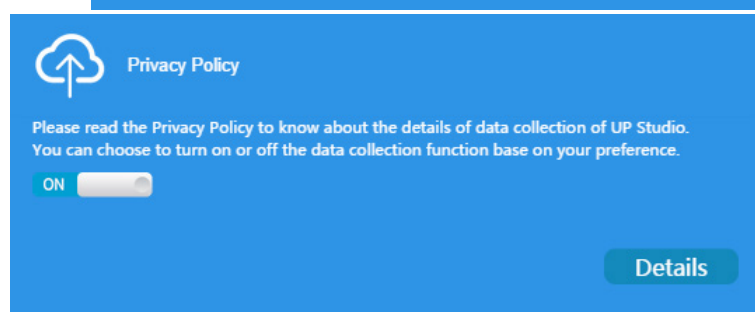 Privacy Policy
Please read the Privacy Policy to know about the details of data collection of UP Studio.
You can choose to turn on or off the data collection function base on your preference.
ON
Details